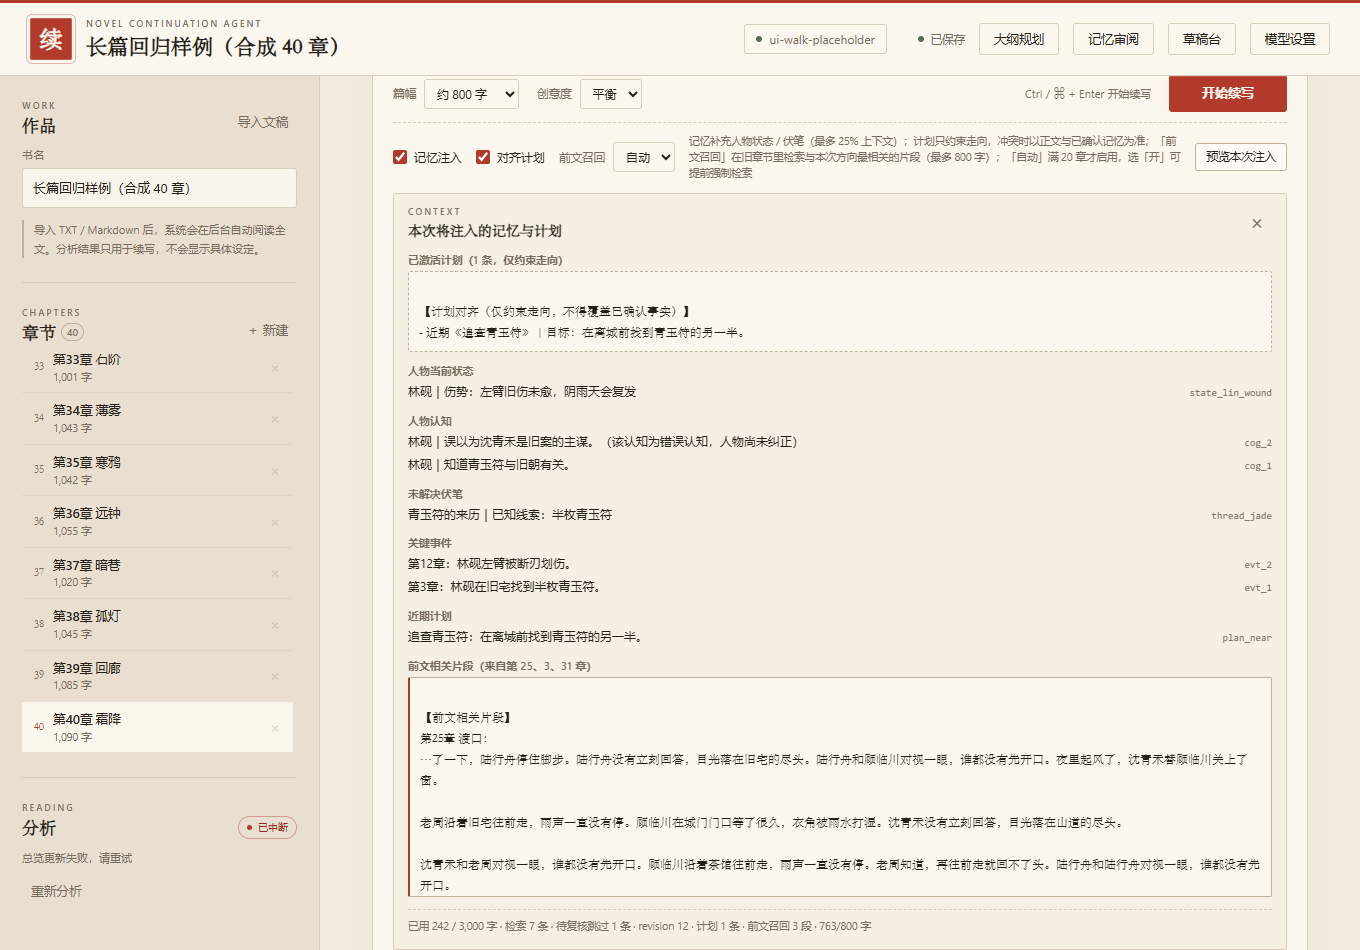 续
NOVEL CONTINUATION AGENT
长篇回归样例（合成 40 章）
ui-walk-placeholder
已保存
大纲规划
记忆审阅
草稿台
模型设置
WORK
作品
导入文稿
书名
长篇回归样例（合成 40 章）
导入 TXT / Markdown 后，系统会在后台自动阅读全
文。分析结果只用于续写，不会显示具体设定。
CHAPTERS
章节 40
+ 新建
33 第33章 石阶 ×
1,001 字
34 第34章 薄雾 ×
1,043 字
35 第35章 寒鸦 ×
1,042 字
36 第36章 远钟 ×
1,055 字
37 第37章 暗巷 ×
1,020 字
38 第38章 孤灯 ×
1,045 字
39 第39章 回廊 ×
1,085 字
40 第40章 霜降 ×
1,090 字
READING
分析
已中断
总览更新失败，请重试
重新分析
篇幅 约 800 字 创意度 平衡
Ctrl / ⌘ + Enter 开始续写
开始续写
记忆注入 对齐计划 前文召回 自动
记忆补充人物状态 / 伏笔（最多 25% 上下文）；计划只约束走向，冲突时以正文与已确认记忆为准；「前
文召回」在旧章节里检索与本次方向最相关的片段（最多 800 字）；「自动」满 20 章才启用，选「开」可
提前强制检索
预览本次注入
CONTEXT
本次将注入的记忆与计划
×
已激活计划（1 条，仅约束走向）
【计划对齐（仅约束走向，不得覆盖已确认事实）】
- 近期《追查青玉符》｜目标：在离城前找到青玉符的另一半。
人物当前状态
林砚 | 伤势：左臂旧伤未愈，阴雨天会复发 state_lin_wound
人物认知
林砚 | 误以为沈青禾是旧案的主谋。（该认知为错误认知，人物尚未纠正） cog_2
林砚 | 知道青玉符与旧朝有关。 cog_1
未解决伏笔
青玉符的来历 | 已知线索：半枚青玉符 thread_jade
关键事件
第12章：林砚左臂被断刃划伤。 evt_2
第3章：林砚在旧宅找到半枚青玉符。 evt_1
近期计划
追查青玉符：在离城前找到青玉符的另一半。 plan_near
前文相关片段（来自第 25、3、31 章）
【前文相关片段】
第25章 渡口：
…了一下，陆行舟停住脚步。陆行舟没有立刻回答，目光落在旧宅的尽头。陆行舟和顾临川对视一眼，谁都没有先开口。夜里起风了，沈青禾替顾临川关上了
窗。
老周沿着旧宅往前走，雨声一直没有停。顾临川在城门门口等了很久，衣角被雨水打湿。沈青禾没有立刻回答，目光落在山道的尽头。
沈青禾和老周对视一眼，谁都没有先开口。顾临川沿着茶馆往前走，雨声一直没有停。老周知道，再往前走就回不了头。陆行舟和陆行舟对视一眼，谁都没有先
开口。
已用 242 / 3,000 字 · 检索 7 条 · 待复核跳过 1 条 · revision 12 · 计划 1 条 · 前文召回 3 段 · 763/800 字